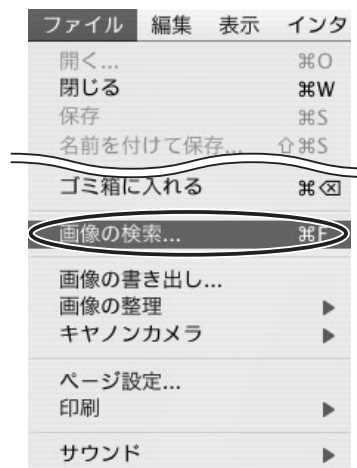 ファイル 編集 表示 インタ
開く... ⌘O
閉じる ⌘W
保存 ⌘S
名前を付けて保存... ⇧⌘S
ゴミ箱に入れる ⌘⌫
画像の検索... ⌘F
画像の書き出し...
画像の整理 ▶
キヤノンカメラ ▶
ページ設定...
印刷 ▶
サウンド ▶